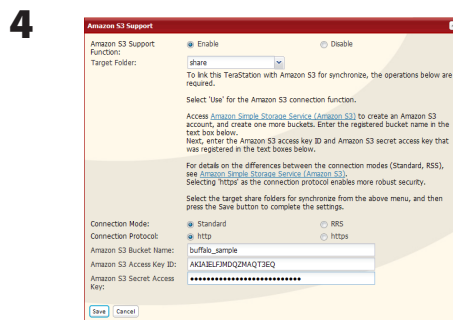 4
Amazon S3 Support
Amazon S3 Support Function: Enable Disable
Target Folder: share
To link this TeraStation with Amazon S3 for synchronize, the operations below are
required.
Select 'Use' for the Amazon S3 connection function.
Access Amazon Simple Storage Service (Amazon S3) to create an Amazon S3
account, and create one more buckets. Enter the registered bucket name in the
text box below.
Next, enter the Amazon S3 access key ID and Amazon S3 secret access key that
was registered in the text boxes below.
For details on the differences between the connection modes (Standard, RSS),
see Amazon Simple Storage Service (Amazon S3).
Selecting 'https' as the connection protocol enables more robust security.
Select the target share folders for synchronize from the above menu, and then
press the Save button to complete the settings.
Connection Mode: Standard RRS
Connection Protocol: http https
Amazon S3 Bucket Name: buffalo_sample
Amazon S3 Access Key ID: AKIAIELFJMDQZMAQT3EQ
Amazon S3 Secret Access Key:
Save Cancel